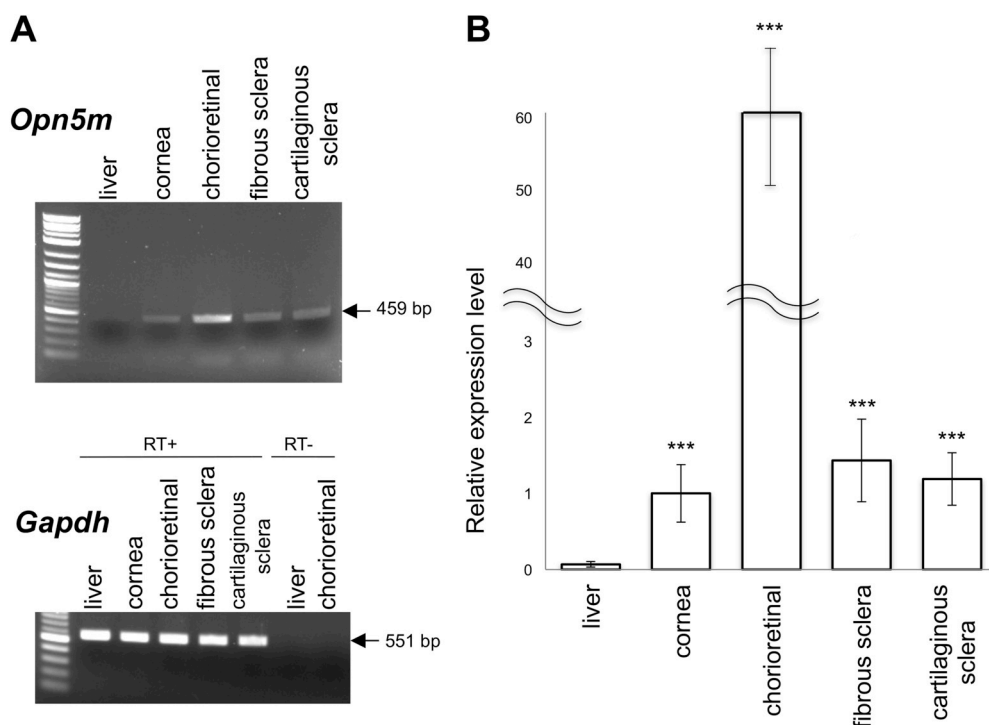 A
Opn5m
liver
cornea
chorioretinal
fibrous sclera
cartilaginous
sclera
459 bp
RT+
RT-
Gapdh
liver
cornea
chorioretinal
fibrous sclera
cartilaginous
sclera
liver
chorioretinal
551 bp
B
Relative expression level
60
50
40
3
2
1
0
***
***
***
***
liver
cornea
chorioretinal
fibrous sclera
cartilaginous
sclera